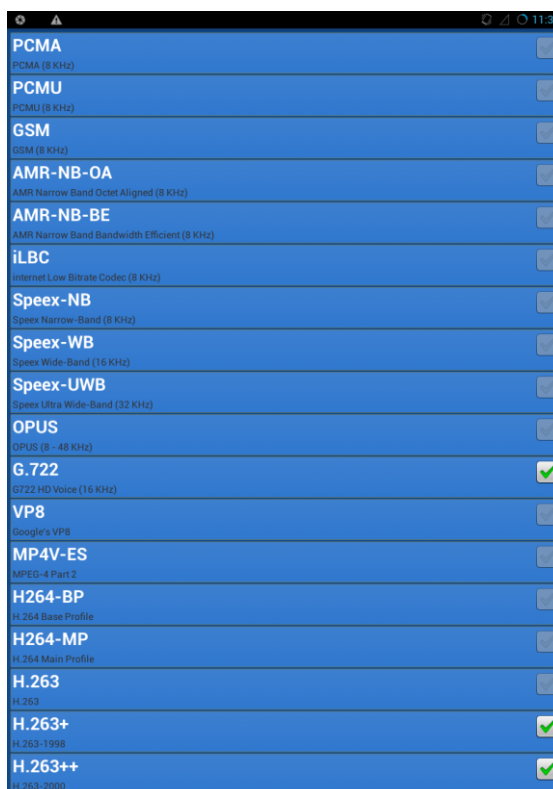 11:3
PCMA
PCMA (8 KHz)
PCMU
PCMU (8 KHz)
GSM
GSM (8 KHz)
AMR-NB-OA
AMR Narrow Band Octet Aligned (8 KHz)
AMR-NB-BE
AMR Narrow Band Bandwidth Efficient (8 KHz)
iLBC
internet Low Bitrate Codec (8 KHz)
Speex-NB
Speex Narrow-Band (8 KHz)
Speex-WB
Speex Wide-Band (16 KHz)
Speex-UWB
Speex Ultra Wide-Band (32 KHz)
OPUS
OPUS (8 - 48 KHz)
G.722
G722 HD Voice (16 KHz)
VP8
Google's VP8
MP4V-ES
MPEG-4 Part 2
H264-BP
H.264 Base Profile
H264-MP
H.264 Main Profile
H.263
H.263
H.263+
H.263-1998
H.263++
H.263-2000